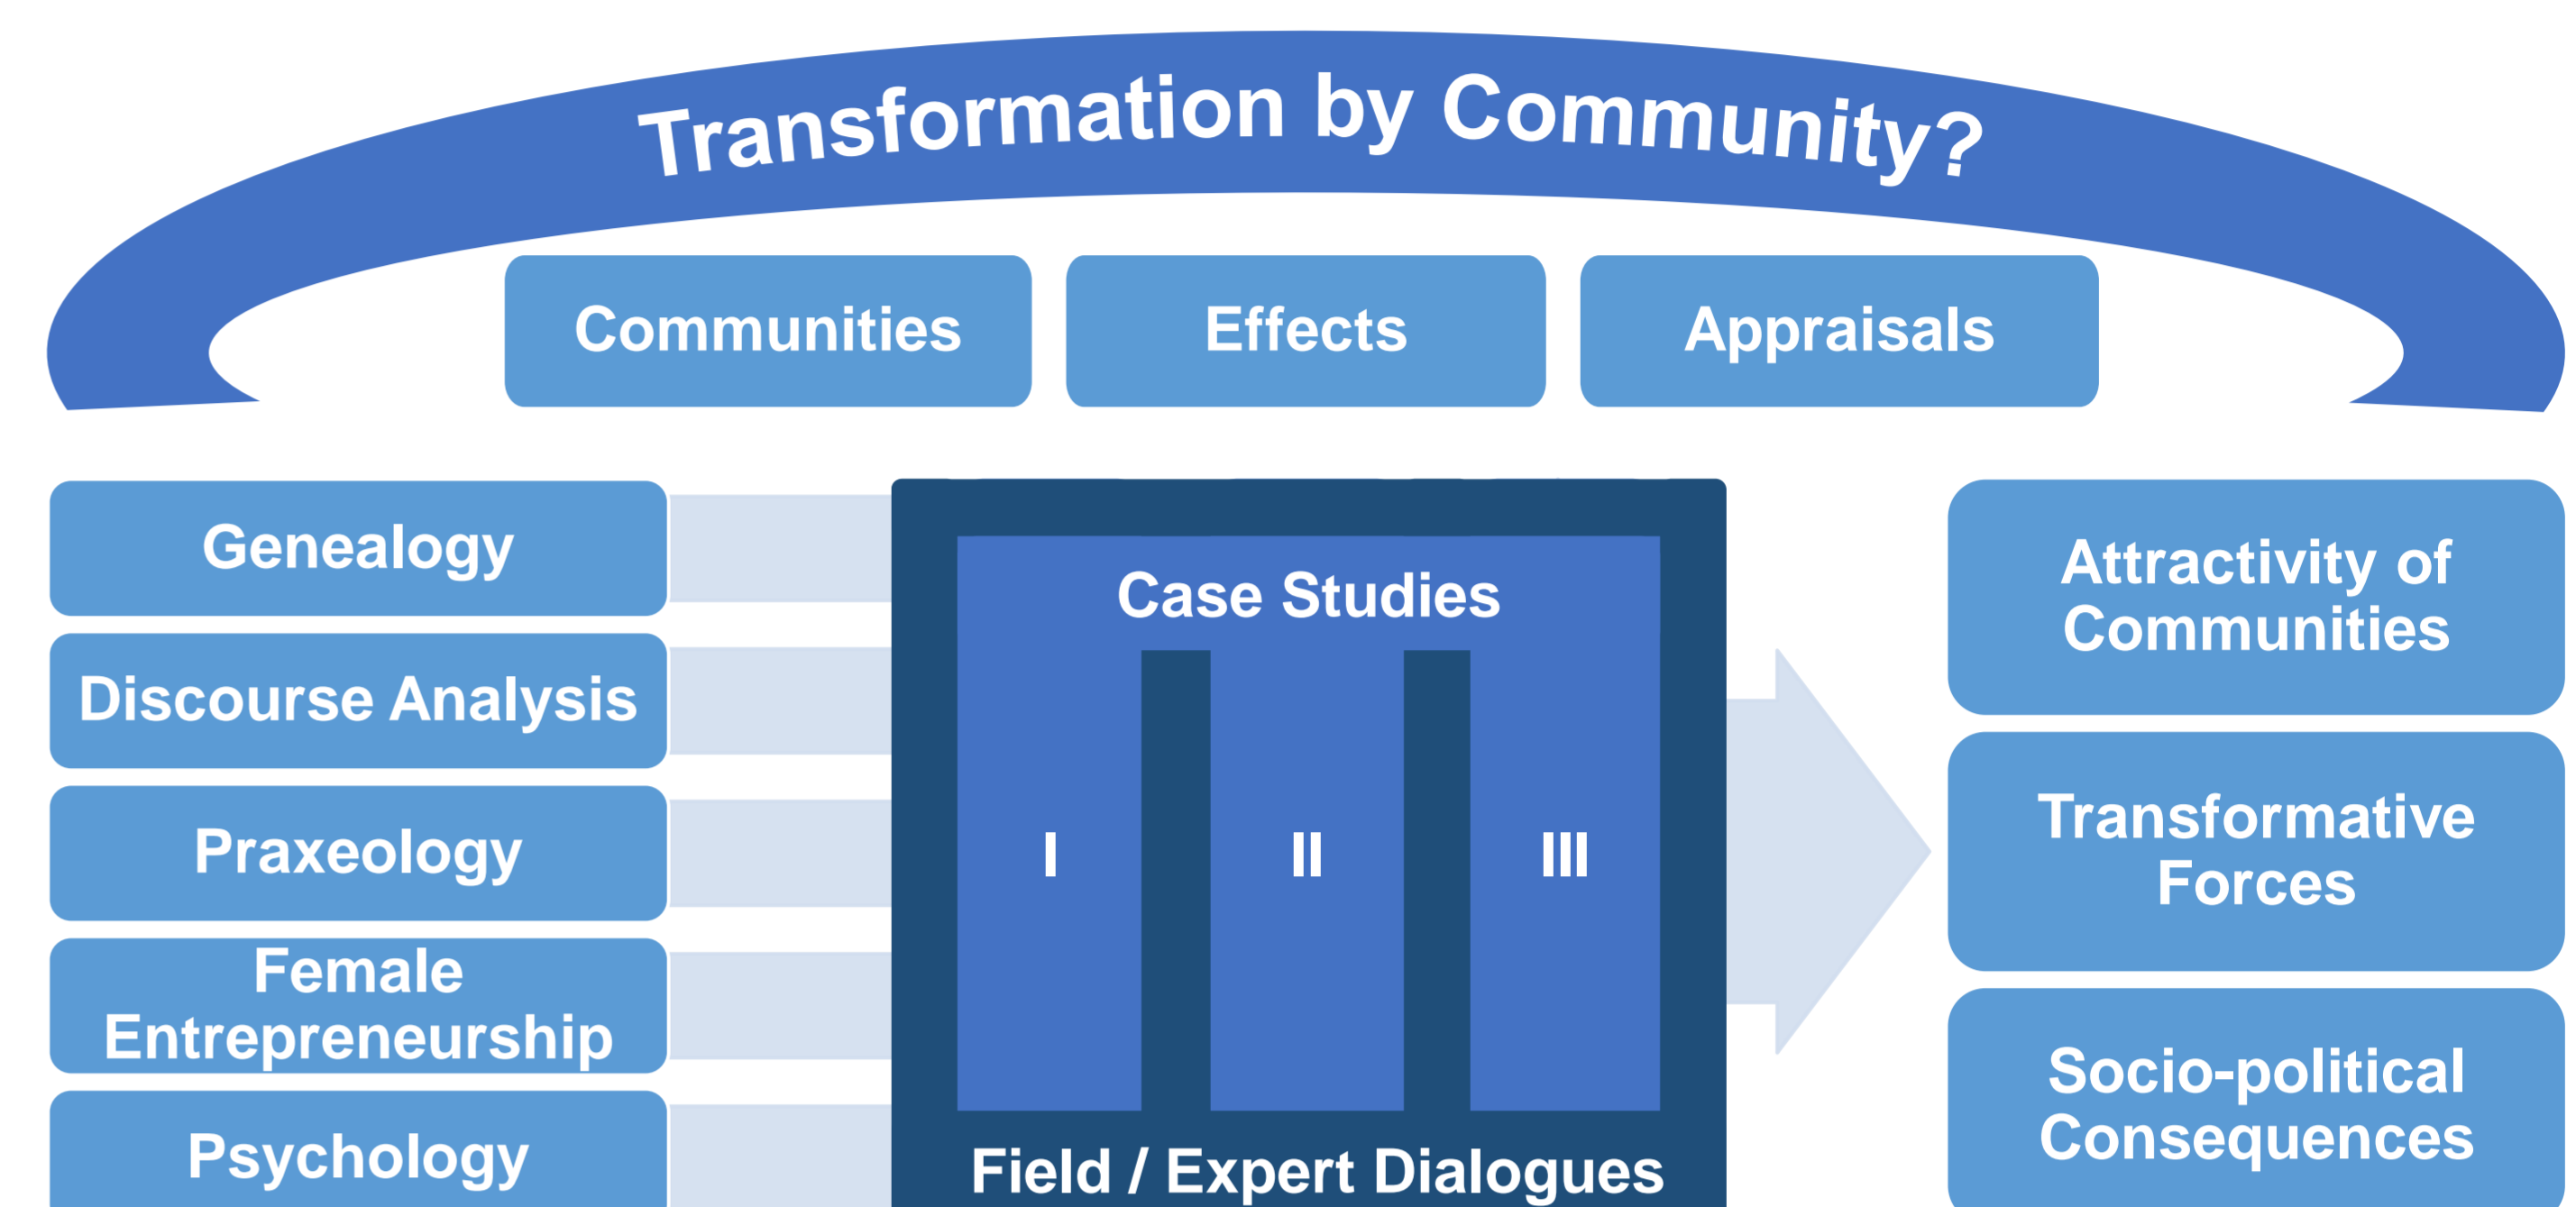 Transformation by Community?
Communities
Effects
Appraisals
Genealogy
Discourse Analysis
Praxeology
Female
Entrepreneurship
Psychology
Case Studies
I
II
III
Field / Expert Dialogues
Attractivity of
Communities
Transformative
Forces
Socio-political
Consequences